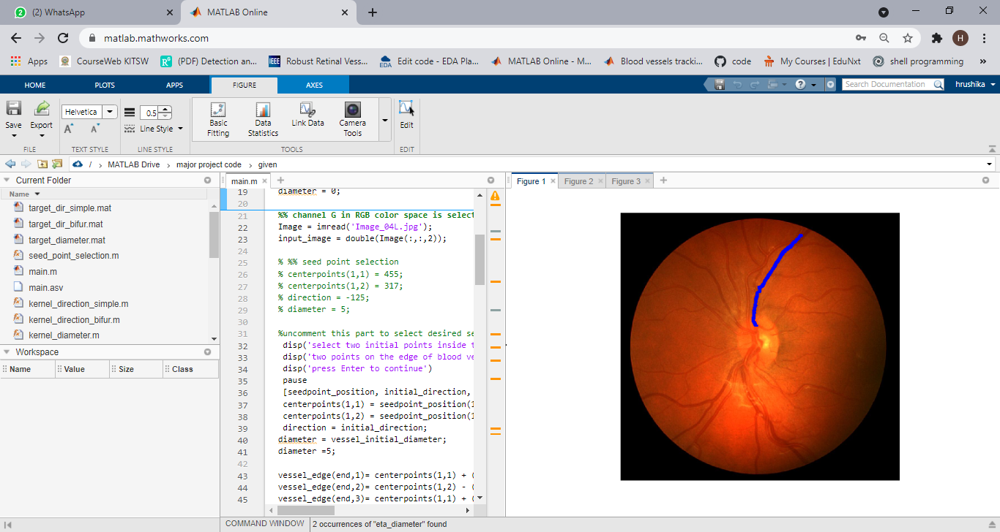 (2) WhatsApp
MATLAB Online
matlab.mathworks.com
H
Apps
CourseWeb KITSW
(PDF) Detection an...
IEEE
Robust Retinal Vess...
EDA
Edit code - EDA Pla...
MATLAB Online - M...
Blood vessels tracki...
code
My Courses | EduNxt
shell programming
»
HOME
PLOTS
APPS
FIGURE
AXES
Search Documentation
hrushika
Save
Export
Helvetica
A
A
0.5
Line Style
Basic
Fitting
Data
Statistics
Link Data
Camera
Tools
Edit
FILE
TEXT STYLE
LINE STYLE
TOOLS
EDIT
/ › MATLAB Drive › major project code › given
Current Folder
Name
target_dir_simple.mat
target_dir_bifur.mat
target_diameter.mat
seed_point_selection.m
main.m
main.asv
kernel_direction_simple.m
kernel_direction_bifur.m
kernel_diameter.m
Workspace
Name
Value
Size
Class
main.m
19 diameter = 0;
20
21 %% channel G in RGB color space is select
22 Image = imread('Image_04L.jpg');
23 input_image = double(Image(:,:,2));
24
25 % %% seed point selection
26 % centerpoints(1,1) = 455;
27 % centerpoints(1,2) = 317;
28 % direction = -125;
29 % diameter = 5;
30
31 %uncomment this part to select desired se
32 disp('select two initial points inside t
33 disp('two points on the edge of blood ve
34 disp('press Enter to continue')
35 pause
36 [seedpoint_position, initial_direction,
37 centerpoints(1,1) = seedpoint_position(1
38 centerpoints(1,2) = seedpoint_position(1
39 direction = initial_direction;
40 diameter = vessel_initial_diameter;
41 diameter =5;
42
43 vessel_edge(end,1)= centerpoints(1,1) + (
44 vessel_edge(end,2)= centerpoints(1,2) - (
45 vessel_edge(end,3)= centerpoints(1,1) + (
Figure 1
Figure 2
Figure 3
COMMAND WINDOW
2 occurrences of "eta_diameter" found